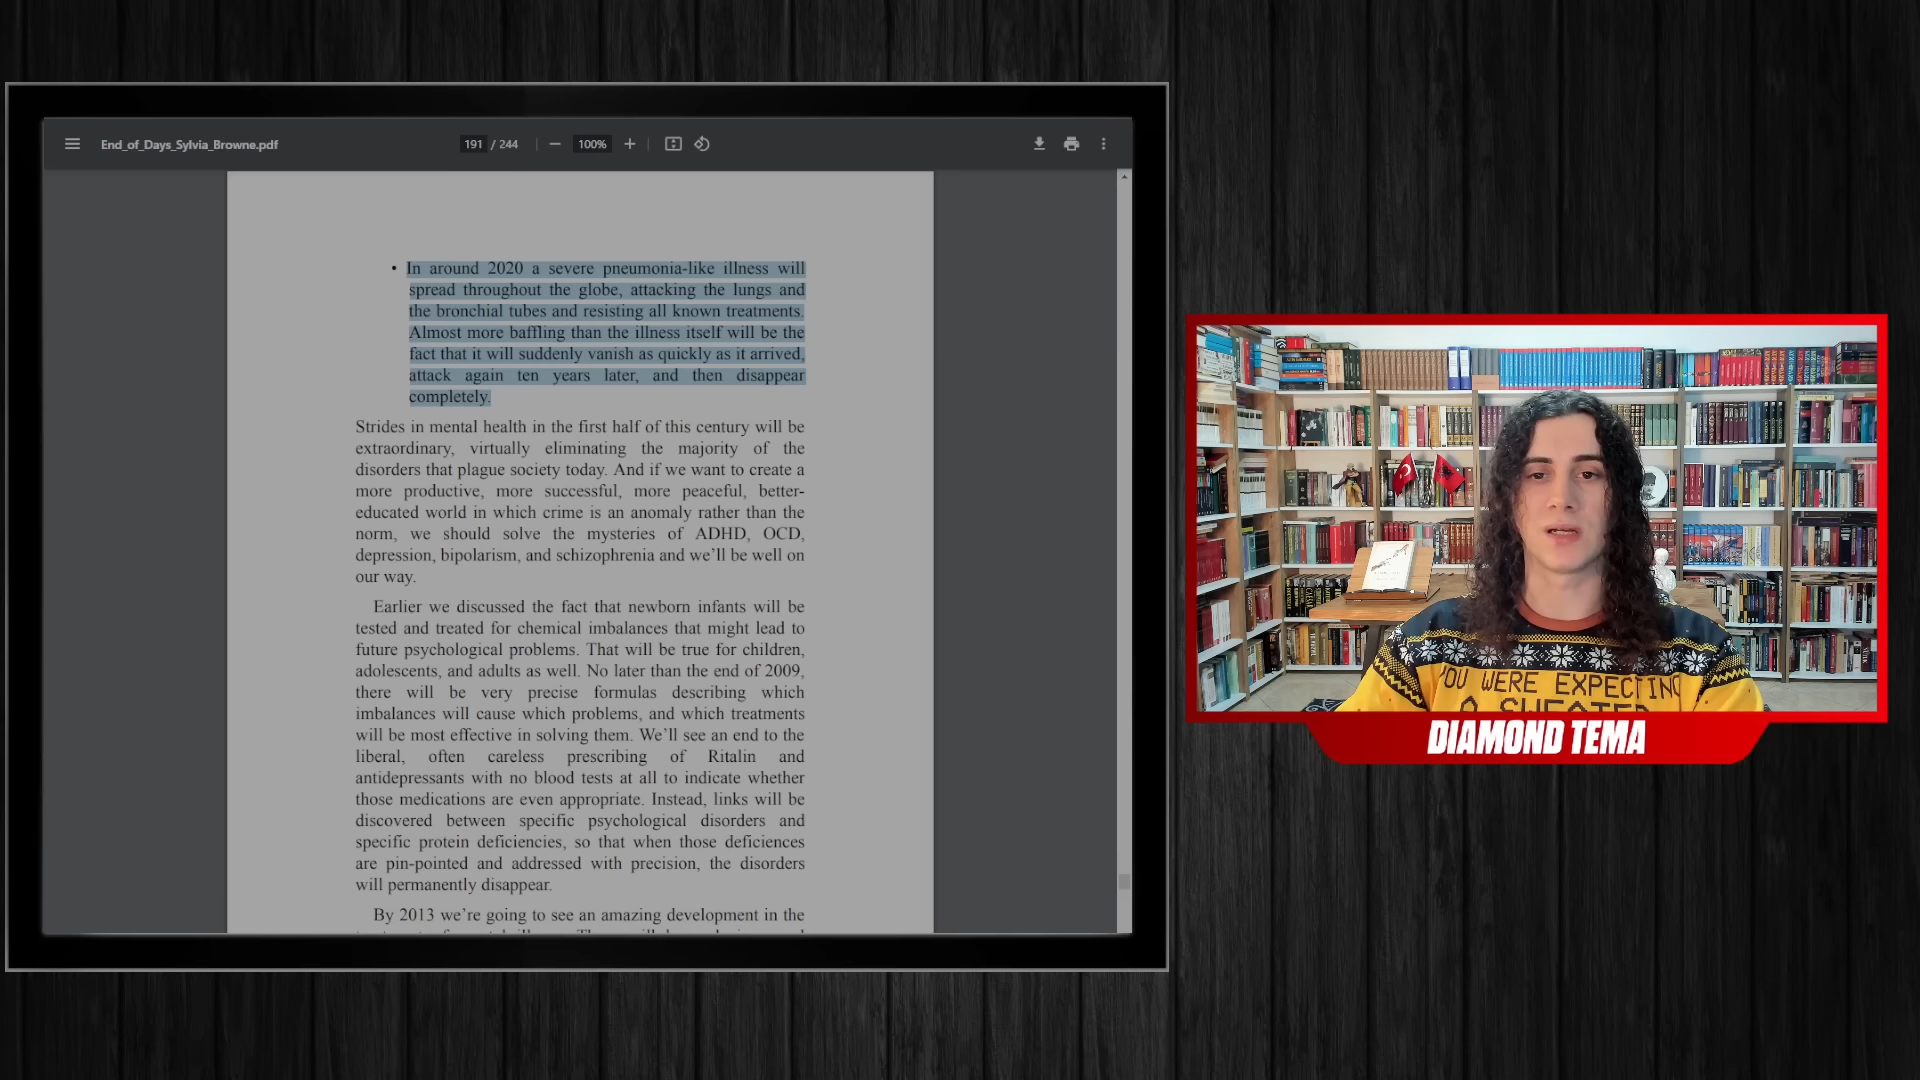 End_of_Days_Sylvia_Browne.pdf
191 / 244
100%
• In around 2020 a severe pneumonia-like illness will
spread throughout the globe, attacking the lungs and
the bronchial tubes and resisting all known treatments.
Almost more baffling than the illness itself will be the
fact that it will suddenly vanish as quickly as it arrived,
attack again ten years later, and then disappear
completely.
Strides in mental health in the first half of this century will be
extraordinary, virtually eliminating the majority of the
disorders that plague society today. And if we want to create a
more productive, more successful, more peaceful, better-
educated world in which crime is an anomaly rather than the
norm, we should solve the mysteries of ADHD, OCD,
depression, bipolarism, and schizophrenia and we’ll be well on
our way.
Earlier we discussed the fact that newborn infants will be
tested and treated for chemical imbalances that might lead to
future psychological problems. That will be true for children,
adolescents, and adults as well. No later than the end of 2009,
there will be very precise formulas describing which
imbalances will cause which problems, and which treatments
will be most effective in solving them. We’ll see an end to the
liberal, often careless prescribing of Ritalin and
antidepressants with no blood tests at all to indicate whether
those medications are even appropriate. Instead, links will be
discovered between specific psychological disorders and
specific protein deficiencies, so that when those deficiences
are pin-pointed and addressed with precision, the disorders
will permanently disappear.
By 2013 we’re going to see an amazing development in the
YOU WERE EXPECTING
A SWEATER
DIAMOND TEMA